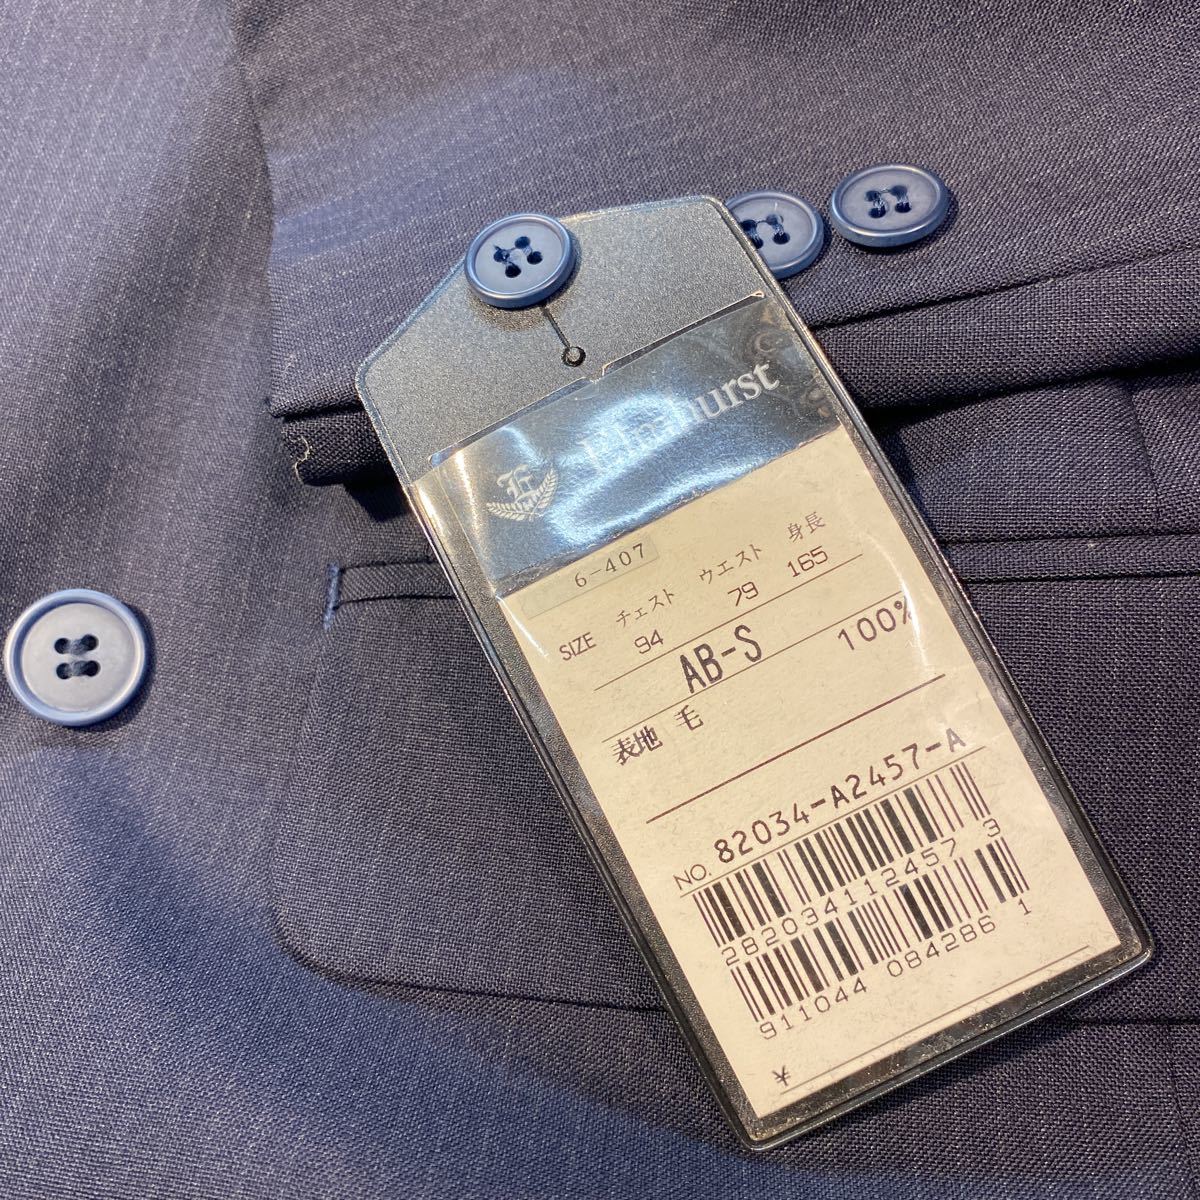 Elmhurst
6-407
SIZE チェスト ウエスト 身長
94 79 165
AB-S
表地 毛 100%
NO. 82034-A2457-A
2820341124573
9110440842861
¥